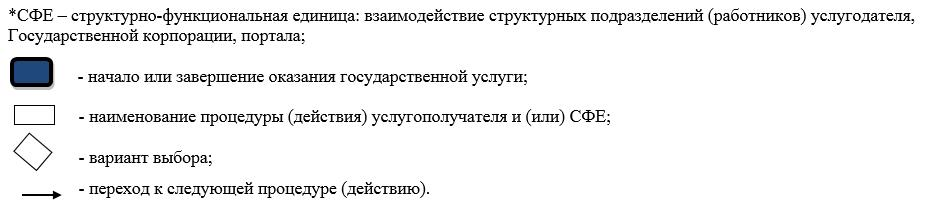 *СФЕ – структурно-функциональная единица: взаимодействие структурных подразделений (работников) услугодателя,
Государственной корпорации, портала;
- начало или завершение оказания государственной услуги;
- наименование процедуры (действия) услугополучателя и (или) СФЕ;
- вариант выбора;
- переход к следующей процедуре (действию).